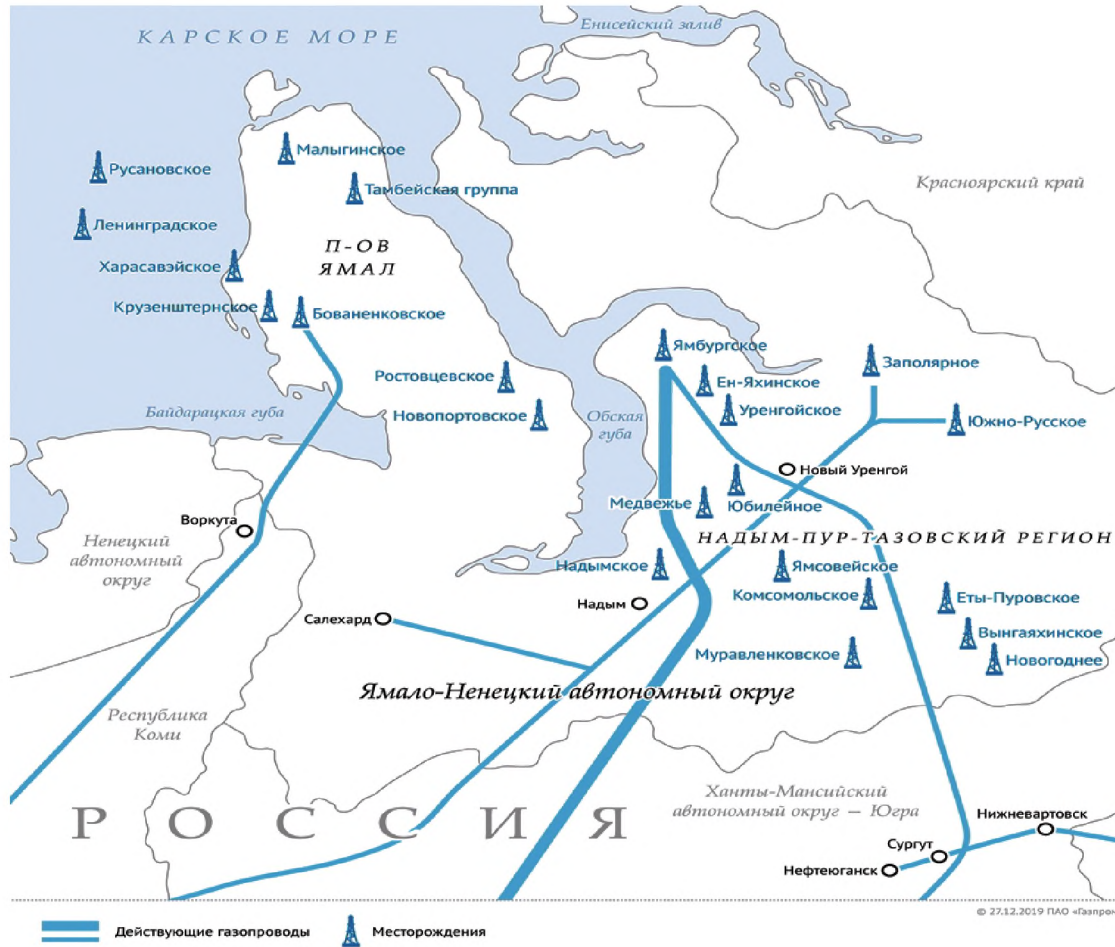 КАРСКОЕ МОРЕ
Енисейский залив
Малыгинское
Русановское
Тамбейская группа
Красноярский край
Ленинградское
П-ОВ
ЯМАЛ
Харасавэйское
Крузенштернское
Бованенковское
Ямбургское
Заполярное
Ростовцевское
Ен-Яхинское
Байдарацкая губа
Новопортовское
Обская
губа
Уренгойское
Южно-Русское
Новый Уренгой
Медвежье
Юбилейное
Воркута
Ненецкий
автономный
округ
НАДЫМ-ПУР-ТАЗОВСКИЙ РЕГИОН
Надымское
Ямсовейское
Надым
Комсомольское
Еты-Пуровское
Салехард
Вынгаяхинское
Муравленковское
Новогоднее
Ямало-Ненецкий автономный округ
Республика
Коми
РОССИЯ
Ханты-Мансийский
автономный округ — Югра
Нижневартовск
Сургут
Нефтеюганск
© 27.12.2019 ПАО «Газпром
Действующие газопроводы
Месторождения